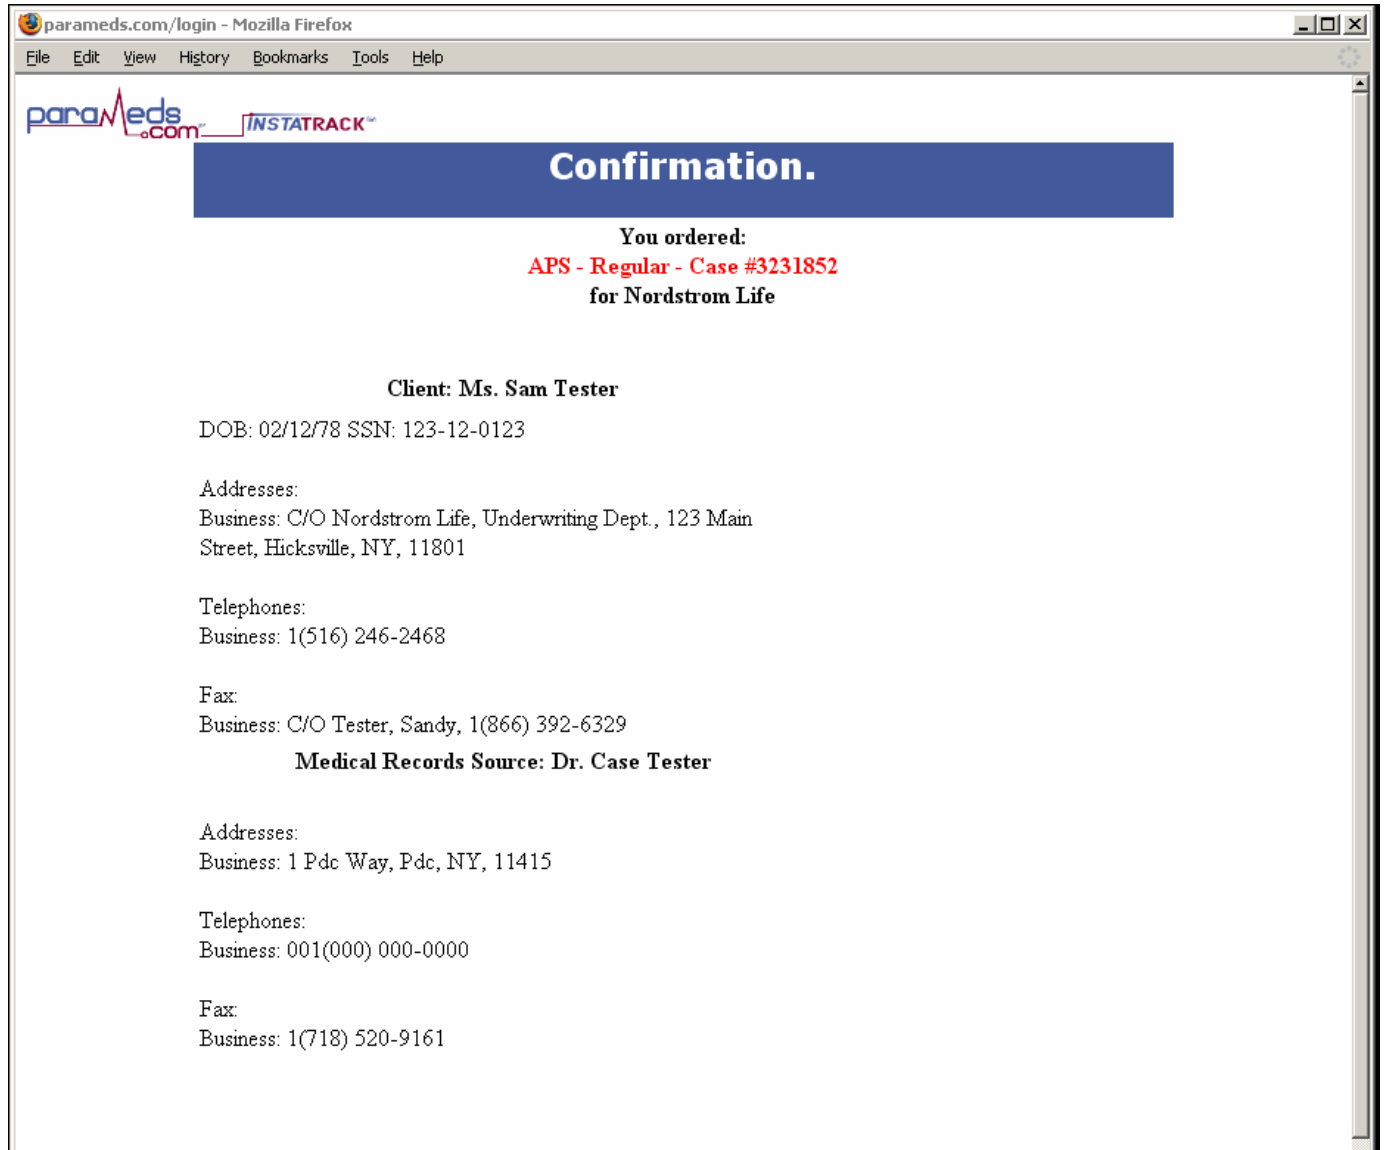 parameds.com/login - Mozilla Firefox
File Edit View History Bookmarks Tools Help
paraMeds.com INSTATRACK
Confirmation.
You ordered:
APS - Regular - Case #3231852
for Nordstrom Life
Client: Ms. Sam Tester
DOB: 02/12/78 SSN: 123-12-0123
Addresses:
Business: C/O Nordstrom Life, Underwriting Dept., 123 Main
Street, Hicksville, NY, 11801
Telephones:
Business: 1(516) 246-2468
Fax:
Business: C/O Tester, Sandy, 1(866) 392-6329
Medical Records Source: Dr. Case Tester
Addresses:
Business: 1 Pdc Way, Pdc, NY, 11415
Telephones:
Business: 001(000) 000-0000
Fax:
Business: 1(718) 520-9161